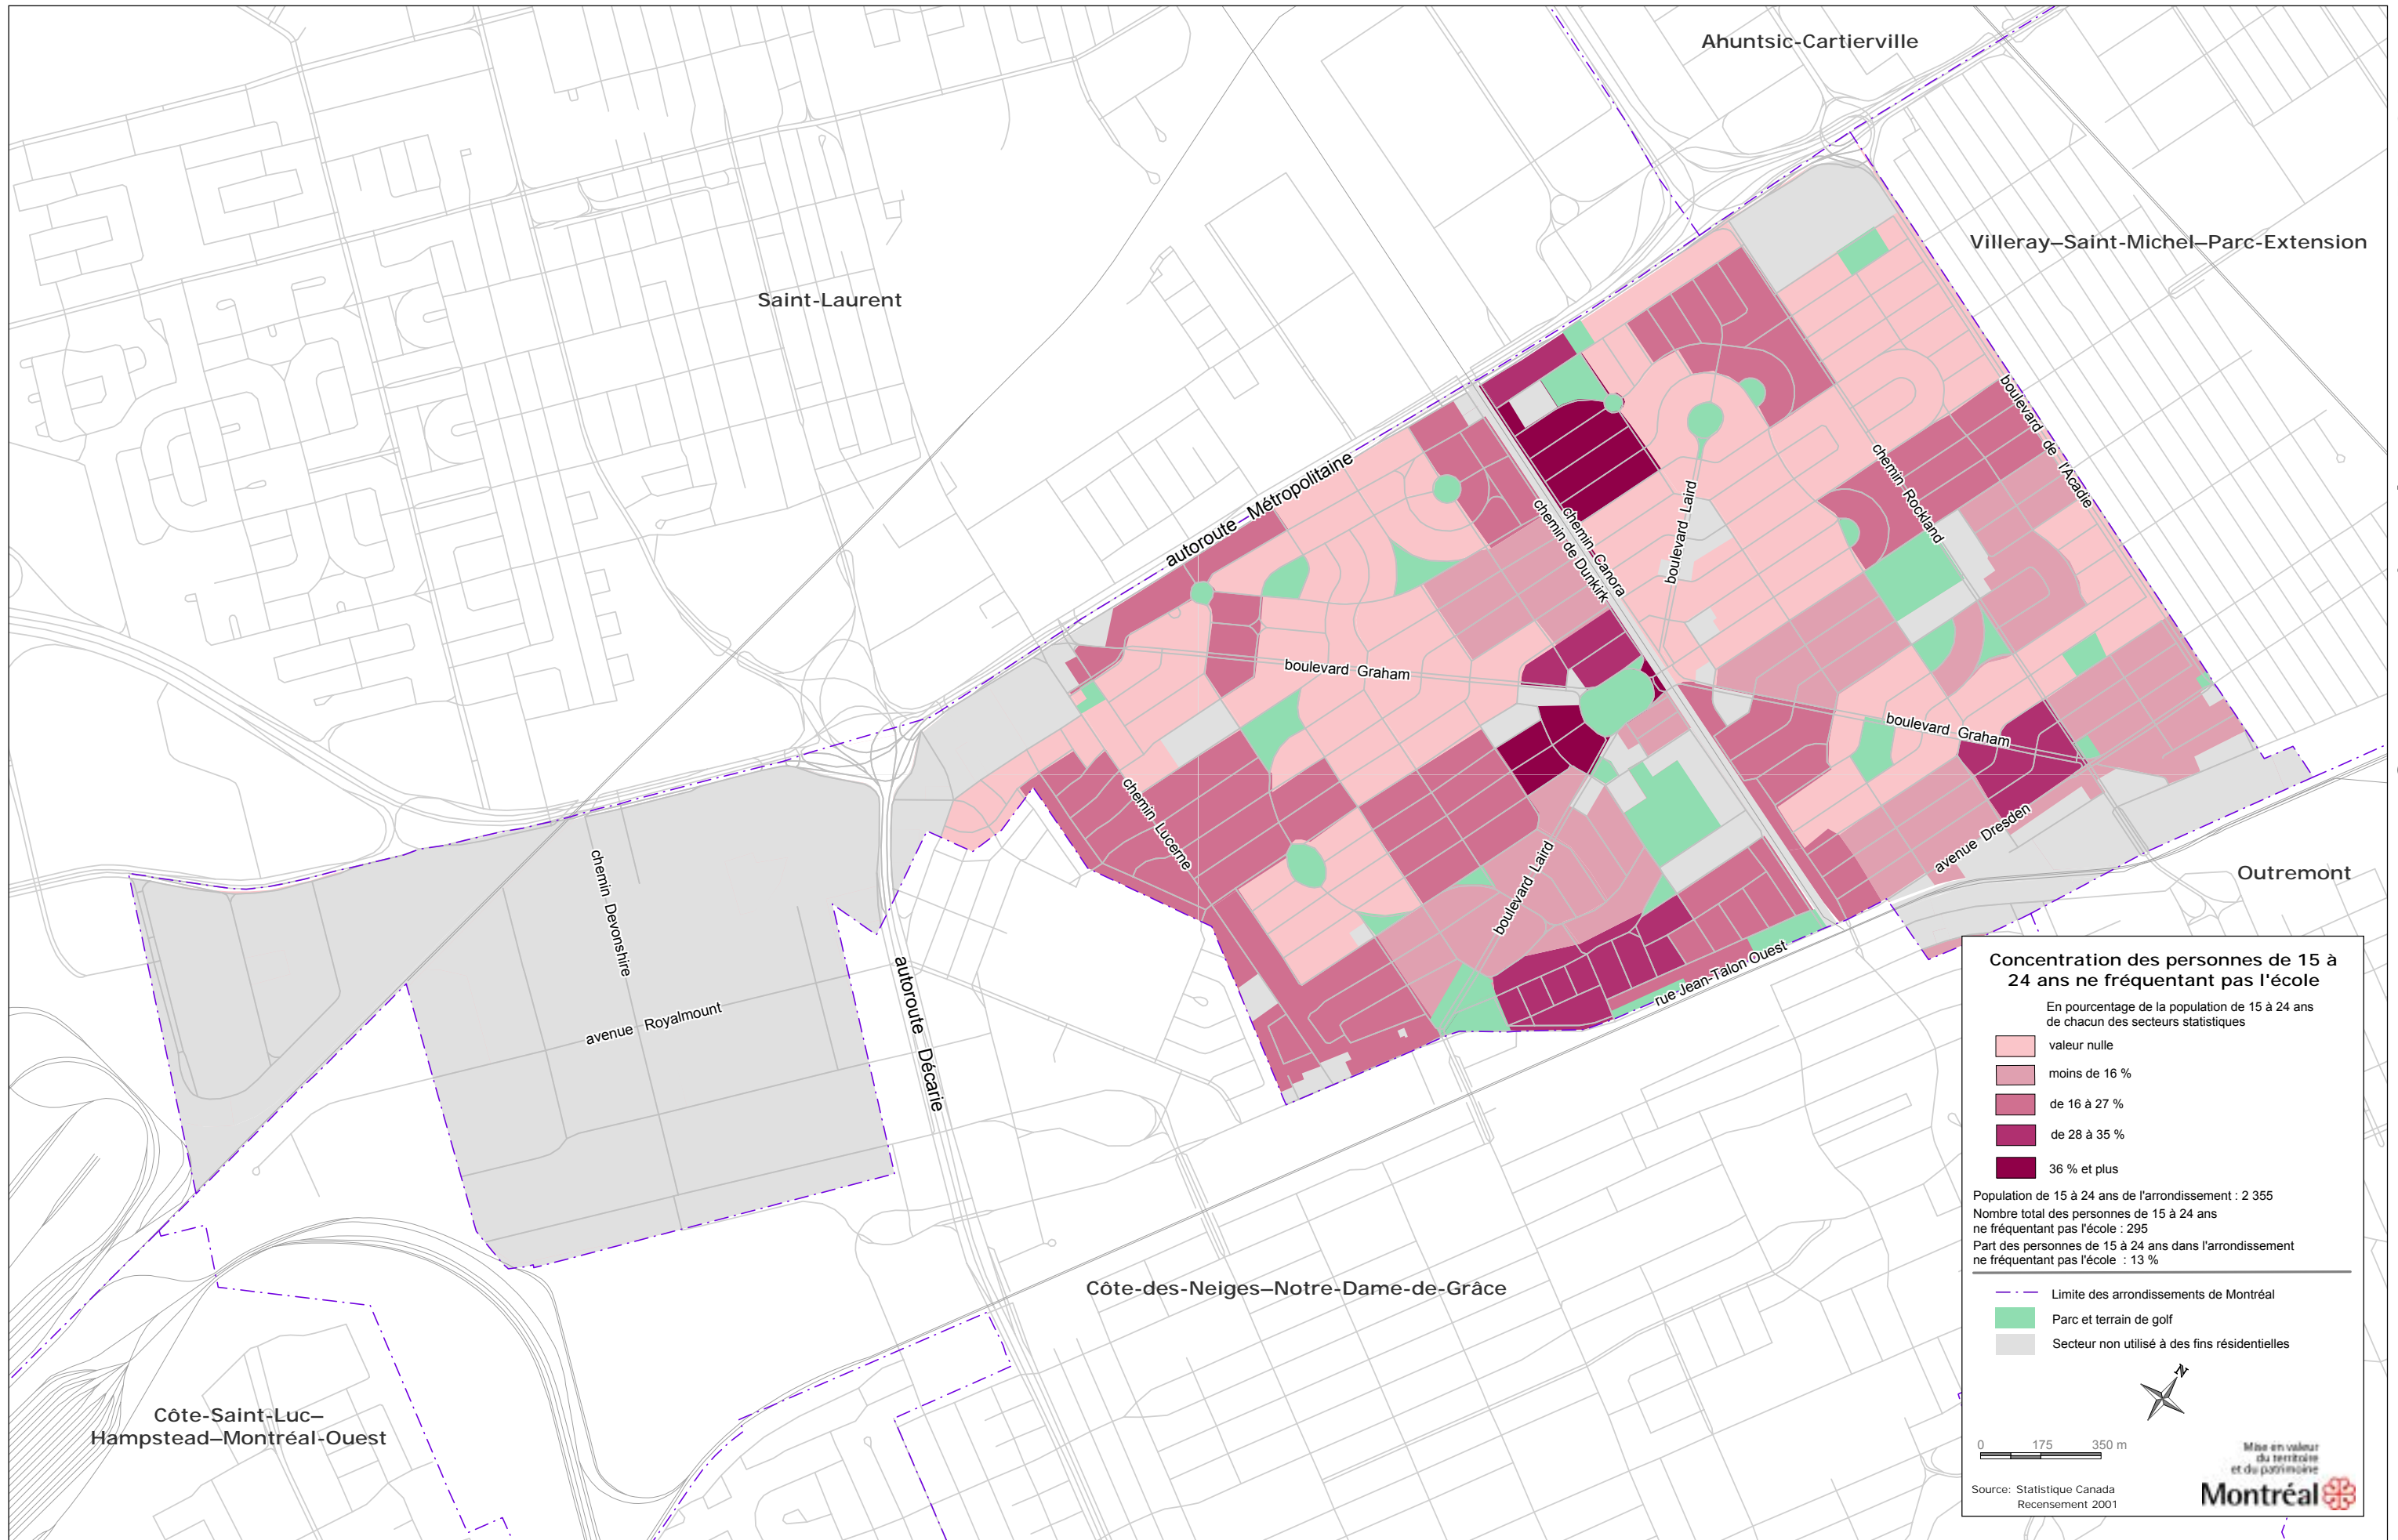 Ahuntsic-Cartierville
Villeray–Saint-Michel–Parc-Extension
Saint-Laurent
boulevard de l'Acadie
chemin Rockland
autoroute Métropolitaine
boulevard Laird
chemin Canora
chemin de Dunkirk
boulevard Graham
boulevard Graham
chemin Lucerne
chemin Devonshire
avenue Dresden
Outremont
boulevard Laird
rue Jean-Talon Ouest
avenue Royalmount
autoroute Décarie
Côte-des-Neiges–Notre-Dame-de-Grâce
Côte-Saint-Luc–
Hampstead–Montréal-Ouest
Concentration des personnes de 15 à
24 ans ne fréquentant pas l'école
En pourcentage de la population de 15 à 24 ans
de chacun des secteurs statistiques
valeur nulle
moins de 16 %
de 16 à 27 %
de 28 à 35 %
36 % et plus
Population de 15 à 24 ans de l'arrondissement : 2 355
Nombre total des personnes de 15 à 24 ans
ne fréquentant pas l'école : 295
Part des personnes de 15 à 24 ans dans l'arrondissement
ne fréquentant pas l'école : 13 %
Limite des arrondissements de Montréal
Parc et terrain de golf
Secteur non utilisé à des fins résidentielles
N
0 175 350 m
Mise en valeur
du territoire
et du patrimoine
Montréal
Source: Statistique Canada
Recensement 2001